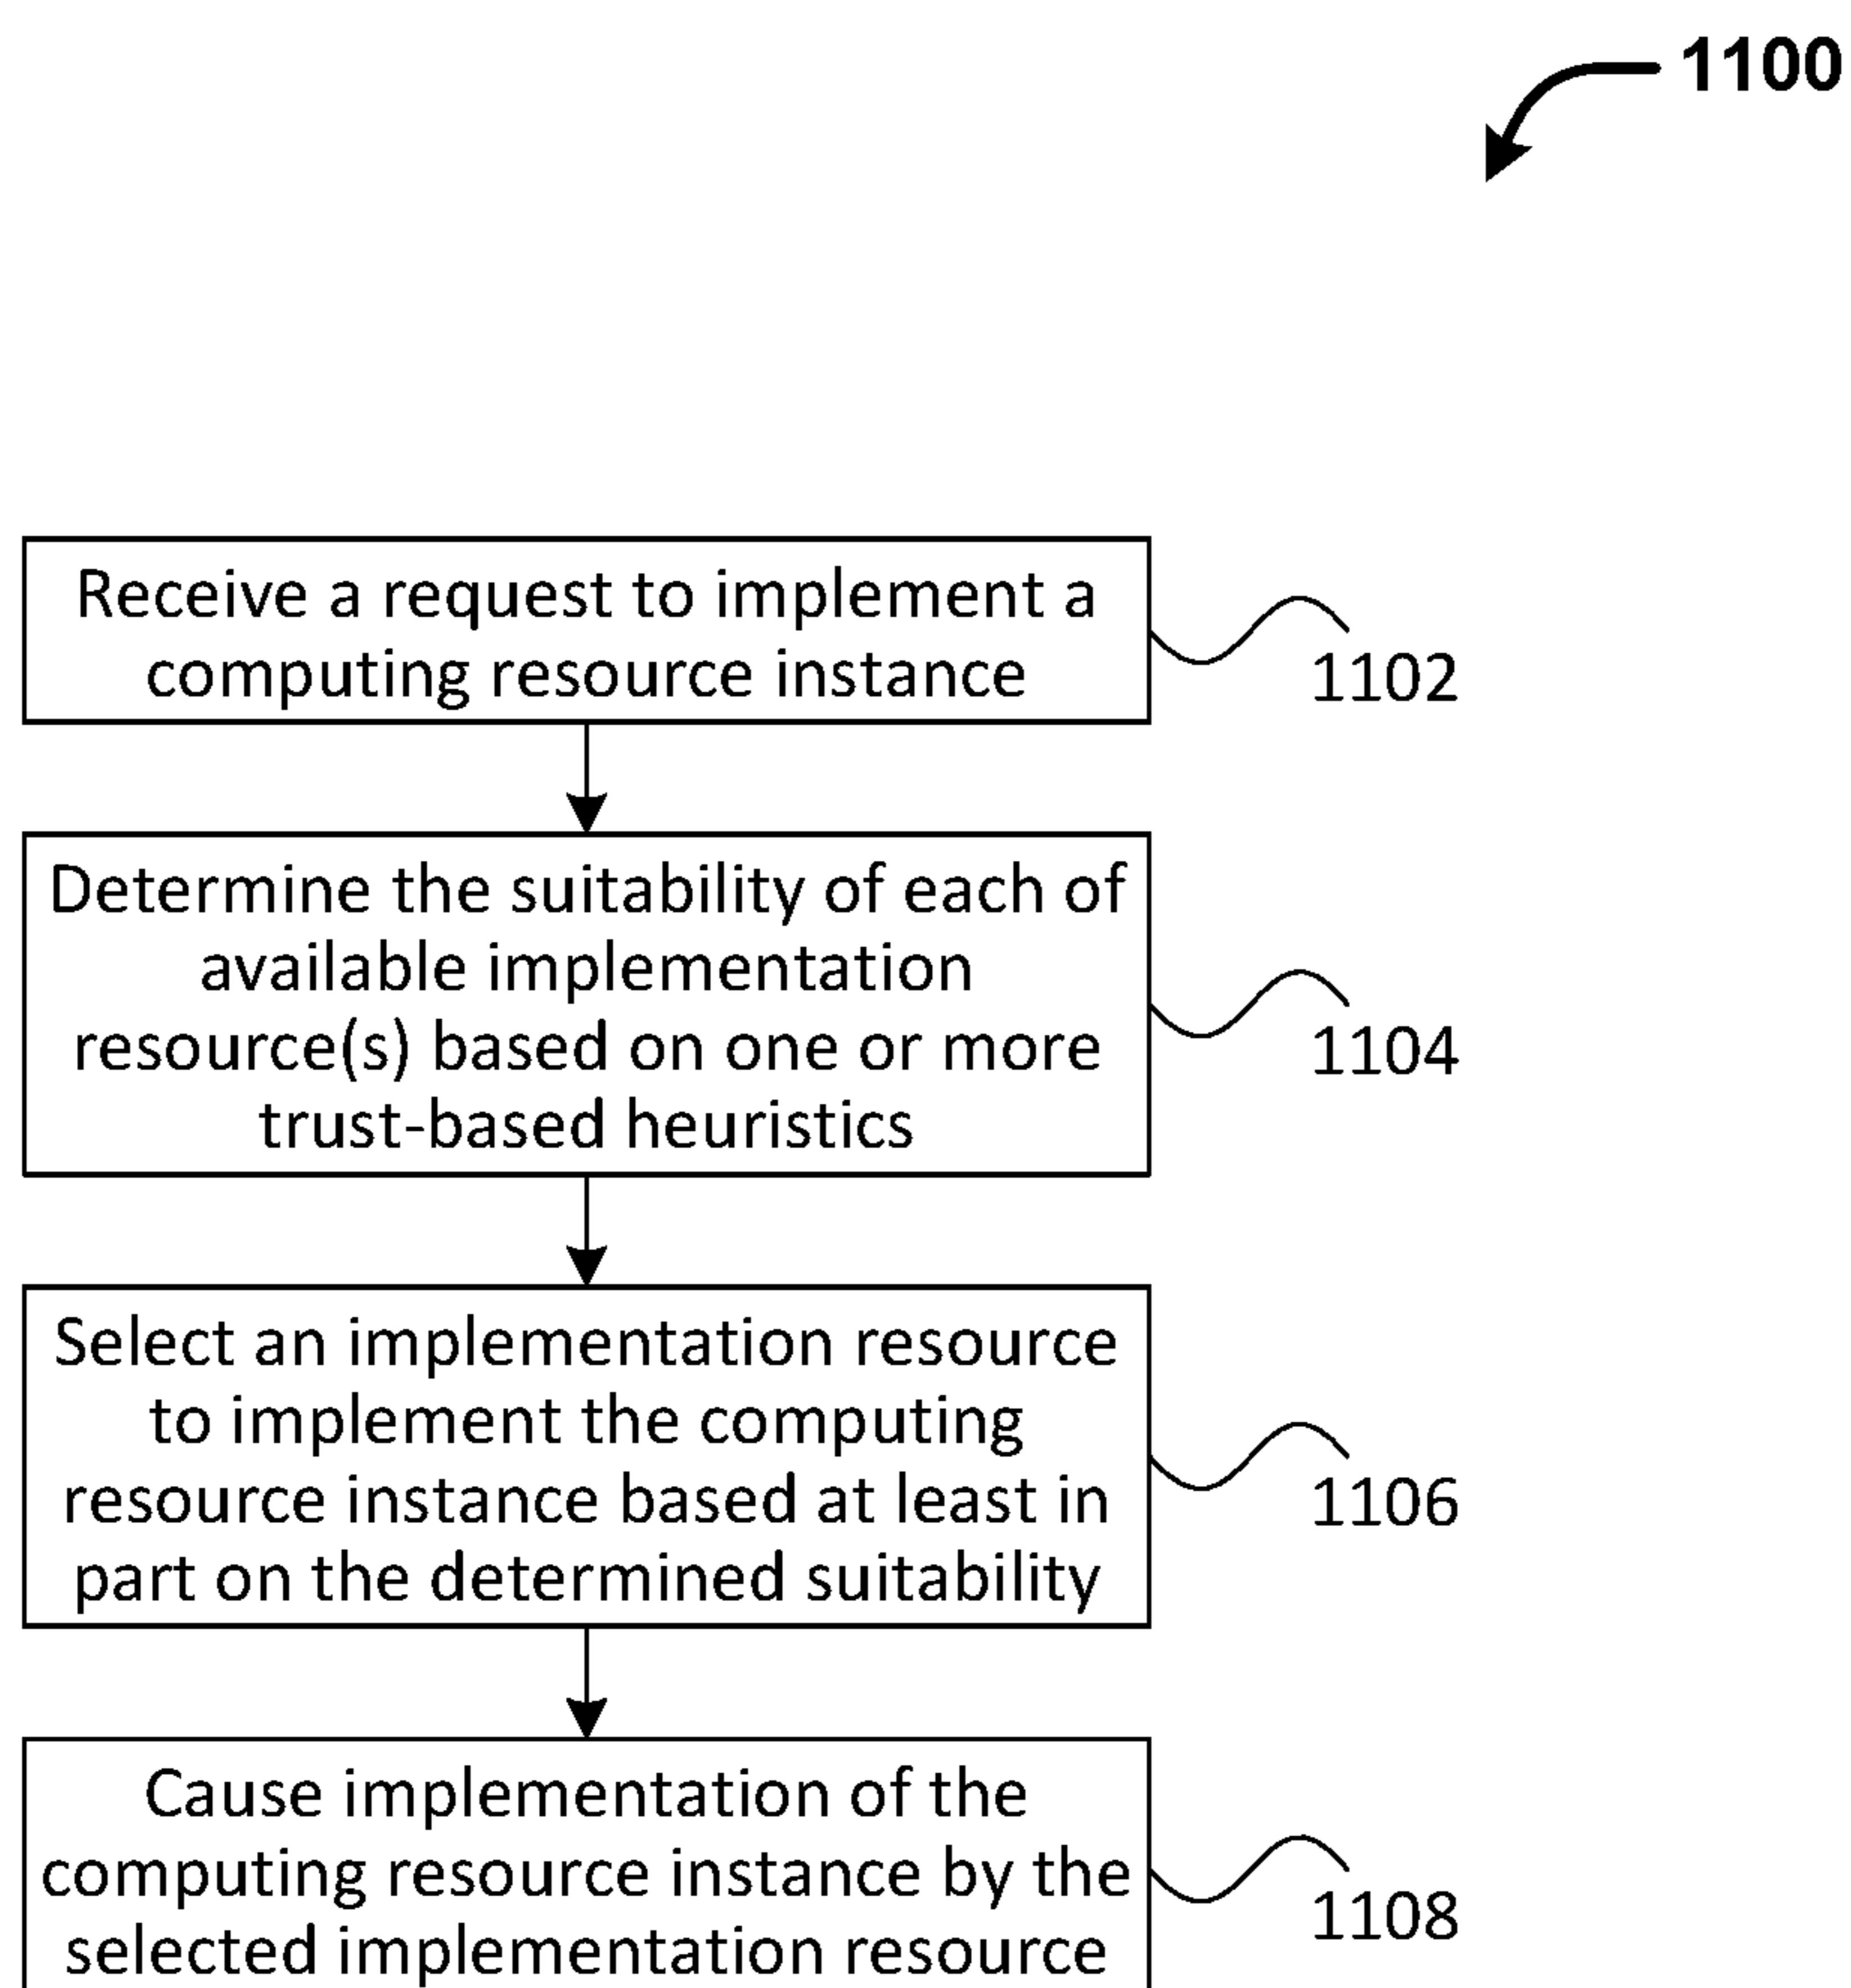 1100
Receive a request to implement a
computing resource instance
1102
Determine the suitability of each of
available implementation
resource(s) based on one or more
trust-based heuristics
1104
Select an implementation resource
to implement the computing
resource instance based at least in
part on the determined suitability
1106
Cause implementation of the
computing resource instance by the
selected implementation resource
1108